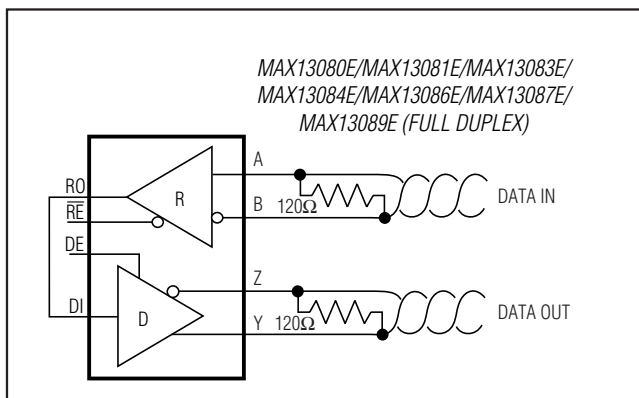 MAX13080E/MAX13081E/MAX13083E/
MAX13084E/MAX13086E/MAX13087E/
MAX13089E (FULL DUPLEX)
A
RO
R
RE
B
120Ω
DATA IN
DE
Z
DI
D
Y
120Ω
DATA OUT